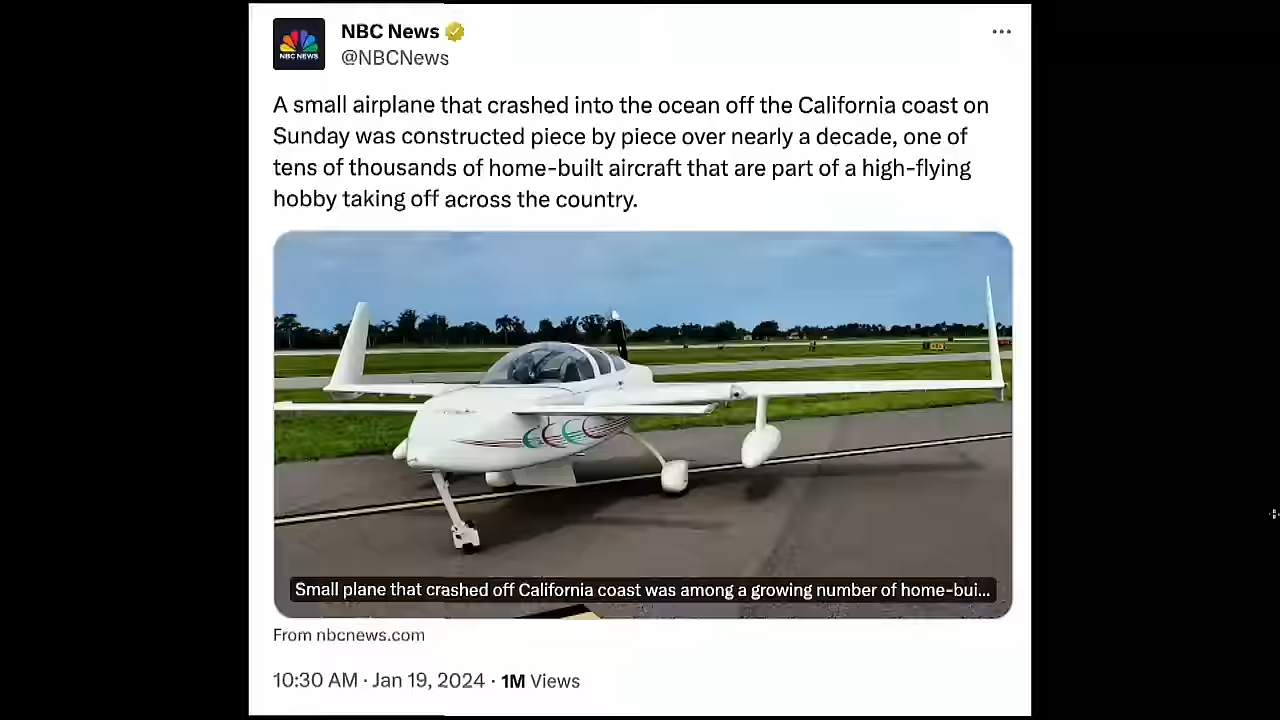 NBC News
@NBCNews
NBC NEWS
A small airplane that crashed into the ocean off the California coast on
Sunday was constructed piece by piece over nearly a decade, one of
tens of thousands of home-built aircraft that are part of a high-flying
hobby taking off across the country.
Small plane that crashed off California coast was among a growing number of home-bui...
From nbcnews.com
10:30 AM · Jan 19, 2024 · 1M Views